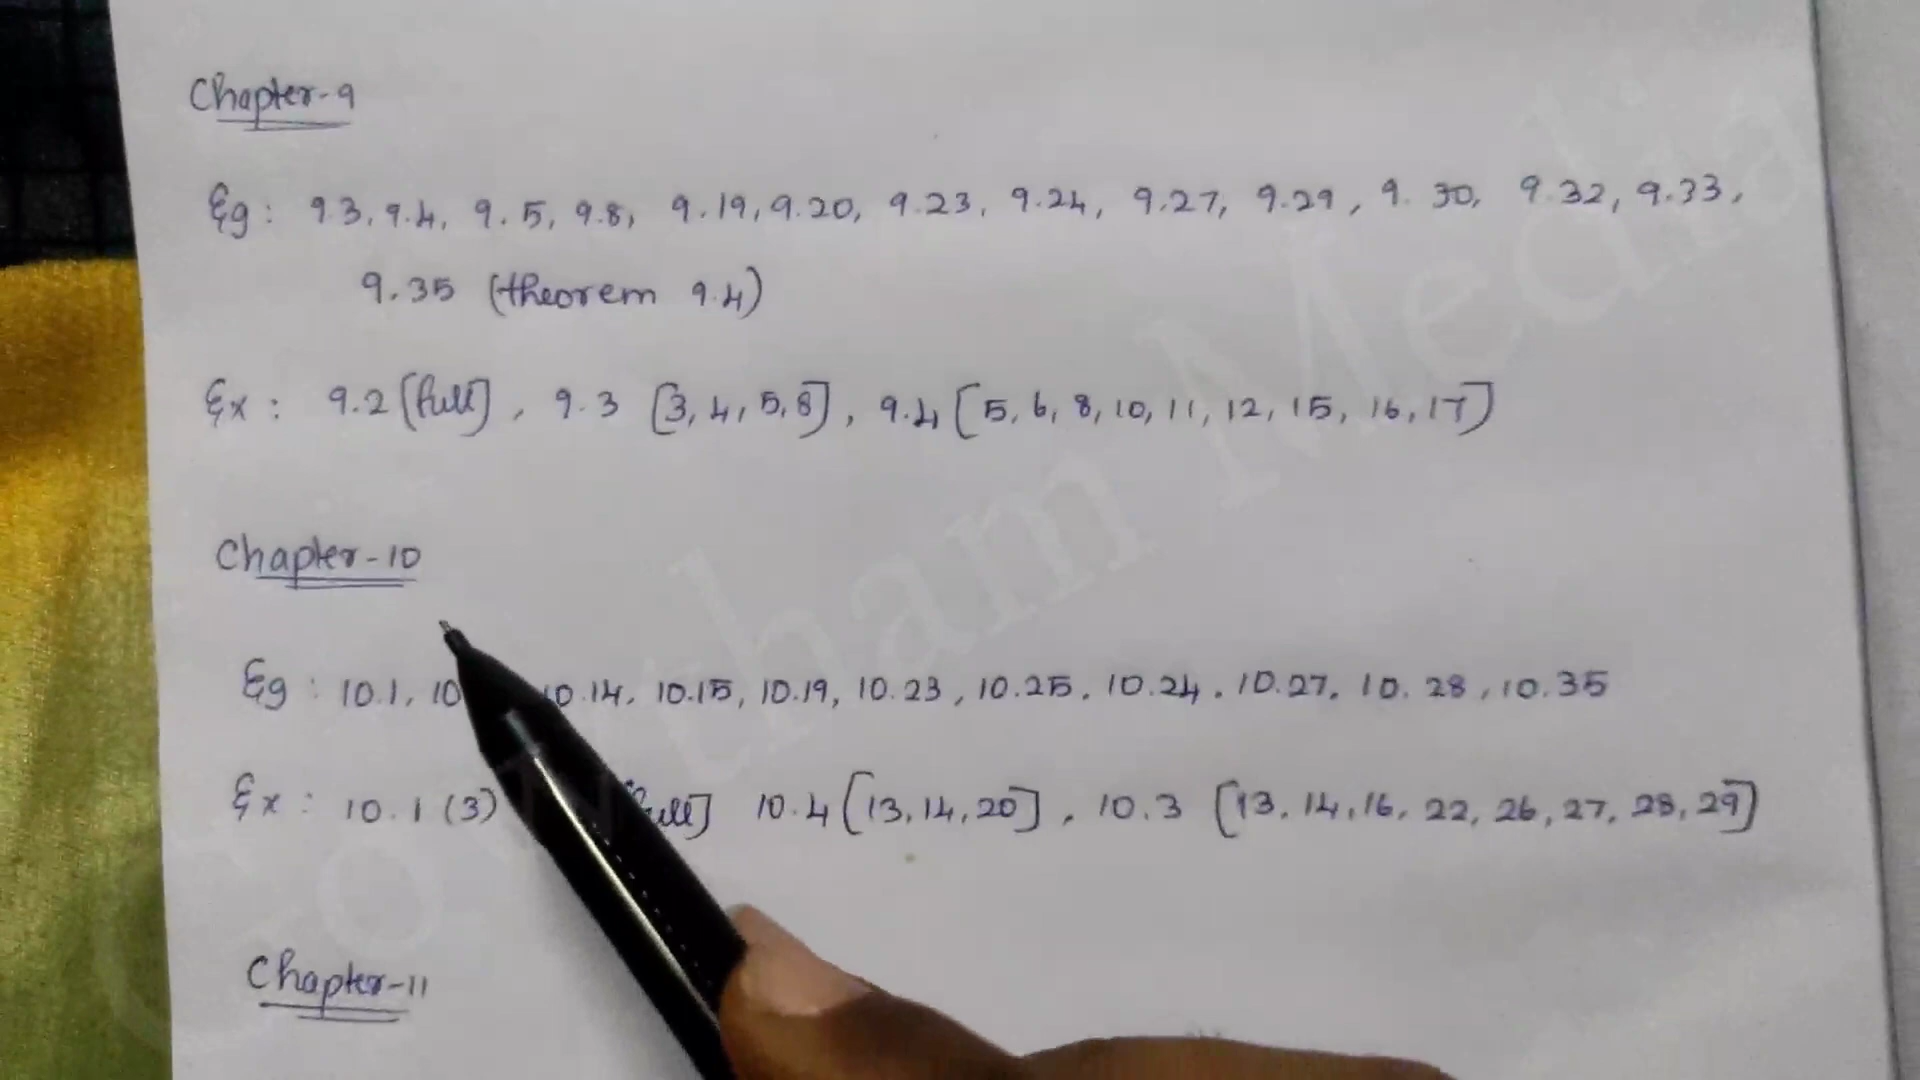 Chapter-9
Eg: 9.3, 9.4, 9.5, 9.8, 9.19, 9.20, 9.23, 9.24, 9.27, 9.29, 9.30, 9.32, 9.33,
9.35 (theorem 9.4)
Ex: 9.2 [full], 9.3 [3, 4, 5, 8], 9.4 [5, 6, 8, 10, 11, 12, 15, 16, 17]
Chapter-10
Eg: 10.1, 10.14, 10.15, 10.19, 10.23, 10.25, 10.24, 10.27, 10.28, 10.35
Ex: 10.1 (3) full] 10.4 [13, 14, 20], 10.3 [13, 14, 16, 22, 26, 27, 28, 29]
Chapter-11
Gowtham Media